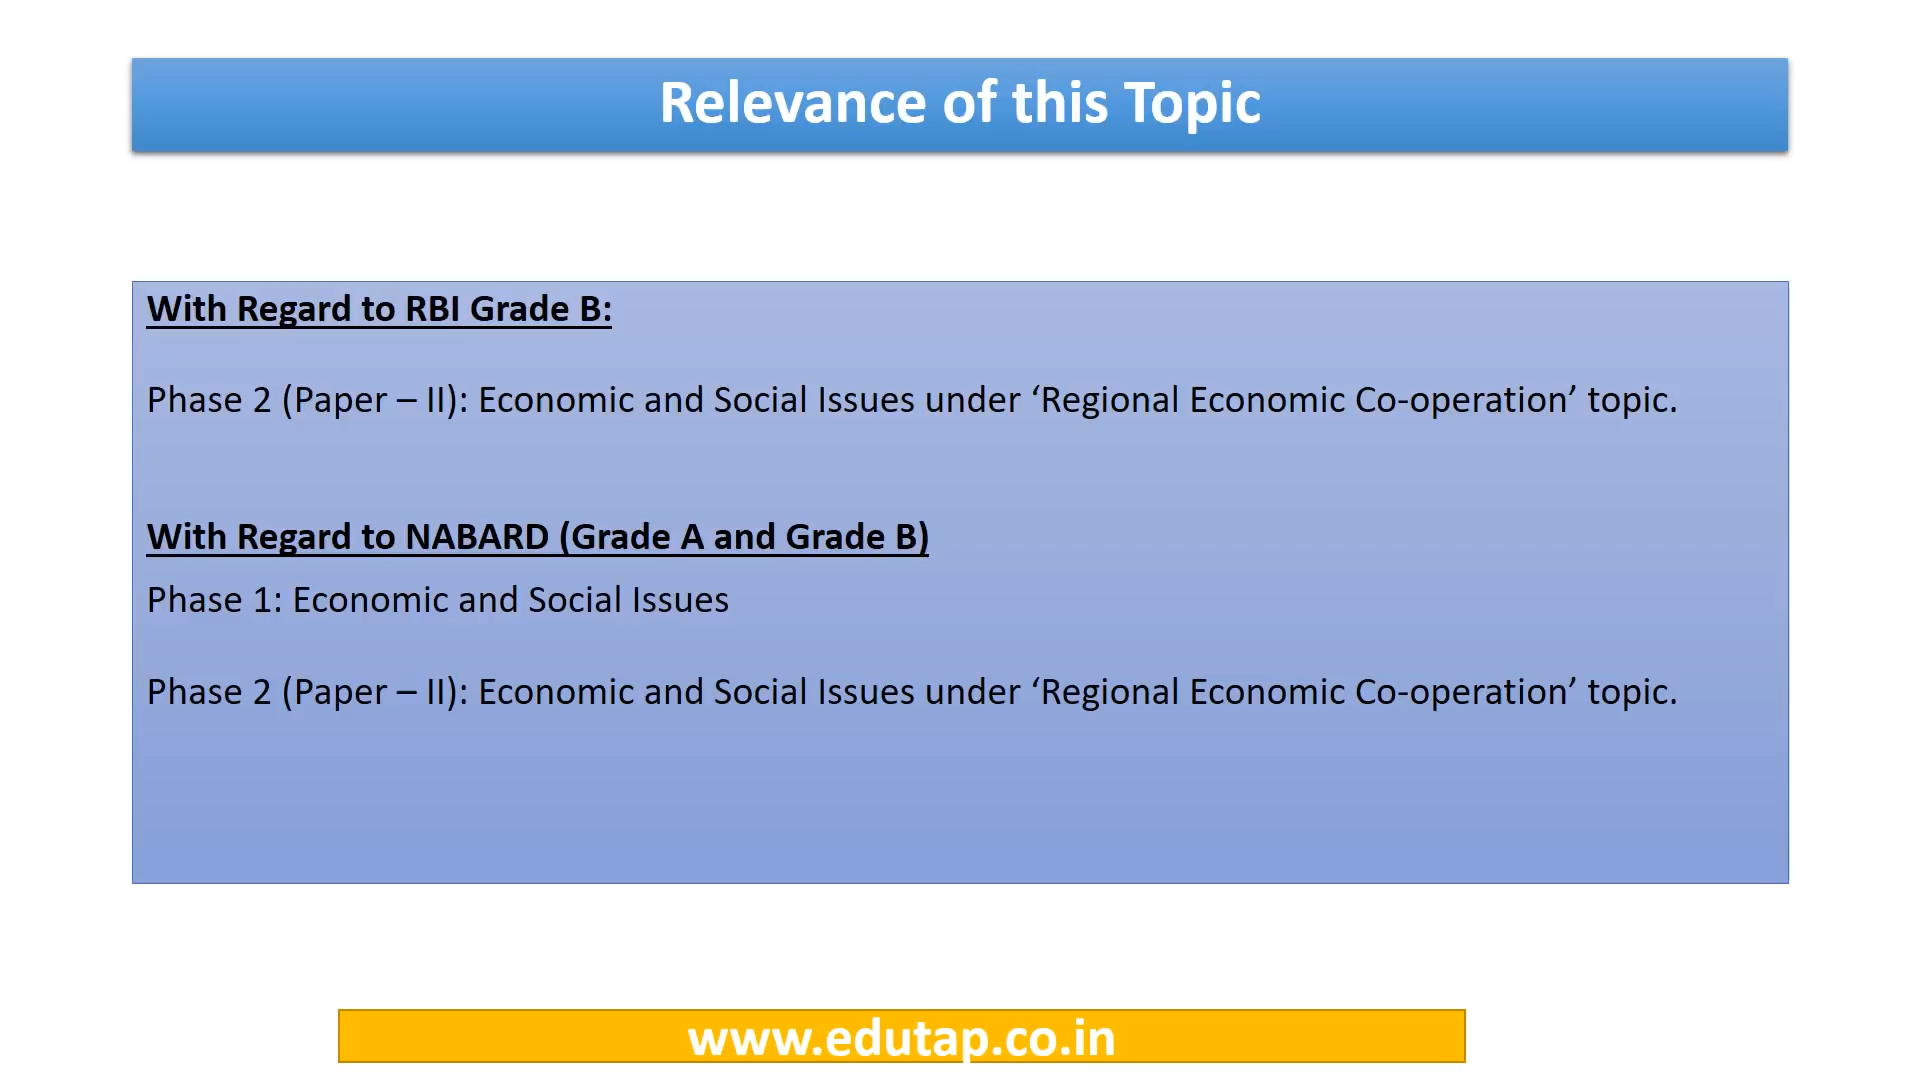 Relevance of this Topic
With Regard to RBI Grade B:
Phase 2 (Paper – II): Economic and Social Issues under ‘Regional Economic Co-operation’ topic.
With Regard to NABARD (Grade A and Grade B)
Phase 1: Economic and Social Issues
Phase 2 (Paper – II): Economic and Social Issues under ‘Regional Economic Co-operation’ topic.
www.edutap.co.in